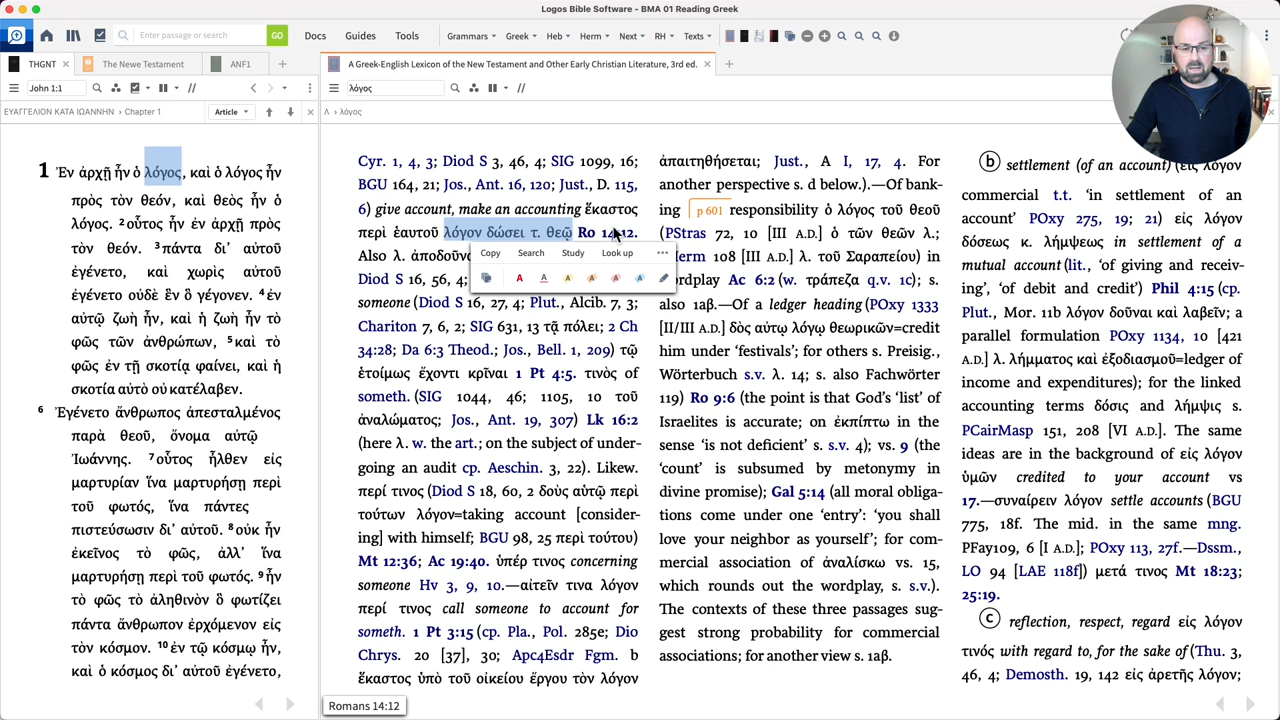 Logos Bible Software - BMA 01 Reading Greek
Enter passage or search
GO
Docs
Guides
Tools
Grammars
Greek
Heb
Herm
Next
RH
Texts
THGNT
The Newe Testament
ANF1
A Greek-English Lexicon of the New Testament and Other Early Christian Literature, 3rd ed.
John 1:1
λόγος
ΕΥΑΓΓΕΛΙΟΝ ΚΑΤΑ ΙΩΑΝΝΗΝ › Chapter 1
Article
Λ › λόγος
1 Ἐν ἀρχῇ ἦν ὁ λόγος, καὶ ὁ λόγος ἦν
πρὸς τὸν θεόν, καὶ θεὸς ἦν ὁ
λόγος. 2 οὗτος ἦν ἐν ἀρχῇ πρὸς
τὸν θεόν. 3 πάντα δι’ αὐτοῦ
ἐγένετο, καὶ χωρὶς αὐτοῦ
ἐγένετο οὐδὲ ἓν ὃ γέγονεν. 4 ἐν
αὐτῷ ζωὴ ἦν, καὶ ἡ ζωὴ ἦν τὸ
φῶς τῶν ἀνθρώπων, 5 καὶ τὸ
φῶς ἐν τῇ σκοτίᾳ φαίνει, καὶ ἡ
σκοτία αὐτὸ οὐ κατέλαβεν.
6 Ἐγένετο ἄνθρωπος ἀπεσταλμένος
παρὰ θεοῦ, ὄνομα αὐτῷ
Ἰωάννης. 7 οὗτος ἦλθεν εἰς
μαρτυρίαν ἵνα μαρτυρήσῃ περὶ
τοῦ φωτός, ἵνα πάντες
πιστεύσωσιν δι’ αὐτοῦ. 8 οὐκ ἦν
ἐκεῖνος τὸ φῶς, ἀλλ’ ἵνα
μαρτυρήσῃ περὶ τοῦ φωτός. 9 ἦν
τὸ φῶς τὸ ἀληθινὸν ὃ φωτίζει
πάντα ἄνθρωπον ἐρχόμενον εἰς
τὸν κόσμον. 10 ἐν τῷ κόσμῳ ἦν,
καὶ ὁ κόσμος δι’ αὐτοῦ ἐγένετο,
Cyr. 1, 4, 3; Diod S 3, 46, 4; SIG 1099, 16;
BGU 164, 21; Jos., Ant. 16, 120; Just., D. 115,
6) give account, make an accounting ἕκαστος
περὶ ἑαυτοῦ λόγον δώσει τ. θεῷ Ro 14:12.
Also λ. ἀποδοῦνα
Diod S 16, 56, 4;
someone (Diod S 16, 27, 4; Plut., Alcib. 7, 3;
Chariton 7, 6, 2; SIG 631, 13 τᾷ πόλει; 2 Ch
34:28; Da 6:3 Theod.; Jos., Bell. 1, 209) τῷ
ἑτοίμως ἔχοντι κρῖναι 1 Pt 4:5. τινὸς of
someth. (SIG 1044, 46; 1105, 10 τοῦ
ἀναλώματος; Jos., Ant. 19, 307) Lk 16:2
(here λ. w. the art.; on the subject of under-
going an audit cp. Aeschin. 3, 22). Likew.
περί τινος (Diod S 18, 60, 2 δοὺς αὑτῷ περὶ
τούτων λόγον=taking account [consider-
ing] with himself; BGU 98, 25 περὶ τούτου)
Mt 12:36; Ac 19:40. ὑπέρ τινος concerning
someone Hv 3, 9, 10.—αἰτεῖν τινα λόγον
περί τινος call someone to account for
someth. 1 Pt 3:15 (cp. Pla., Pol. 285e; Dio
Chrys. 20 [37], 30; Apc4Esdr Fgm. b
ἕκαστος ὑπὸ τοῦ οἰκείου ἔργου τὸν λόγον
Copy
Search
Study
Look up
ἀπαιτηθήσεται; Just., A I, 17, 4. For
another perspective s. d below.).—Of bank-
ing p 601 responsibility ὁ λόγος τοῦ θεοῦ
(PStras 72, 10 [III A.D.] ὁ τῶν θεῶν λ.;
erm 108 [III A.D.] λ. τοῦ Σαραπείου) in
ordplay Ac 6:2 (w. τράπεζα q.v. 1c); s.
also 1aβ.—Of a ledger heading (POxy 1333
[II/III A.D.] δὸς αὐτῳ λόγῳ θεωρικῶν=credit
him under ‘festivals’; for others s. Preisig.,
Wörterbuch s.v. λ. 14; s. also Fachwörter
119) Ro 9:6 (the point is that God’s ‘list’ of
Israelites is accurate; on ἐκπίπτω in the
sense ‘is not deficient’ s. s.v. 4); vs. 9 (the
‘count’ is subsumed by metonymy in
divine promise); Gal 5:14 (all moral obliga-
tions come under one ‘entry’: ‘you shall
love your neighbor as yourself’; for com-
mercial association of ἀναλίσκω vs. 15,
which rounds out the wordplay, s. s.v.).
The contexts of these three passages sug-
gest strong probability for commercial
associations; for another view s. 1aβ.
ⓑ settlement (of an account) (εἰς λόγον
commercial t.t. ‘in settlement of an
account’ POxy 275, 19; 21) εἰς λόγον
δόσεως κ. λήμψεως in settlement of a
mutual account (lit., ‘of giving and receiv-
ing’, ‘of debit and credit’) Phil 4:15 (cp.
Plut., Mor. 11b λόγον δοῦναι καὶ λαβεῖν; a
parallel formulation POxy 1134, 10 [421
A.D.] λ. λήμματος καὶ ἐξοδιασμοῦ=ledger of
income and expenditures); for the linked
accounting terms δόσις and λήμψις s.
PCairMasp 151, 208 [VI A.D.]. The same
ideas are in the background of εἰς λόγον
ὑμῶν credited to your account vs
17.—συναίρειν λόγον settle accounts (BGU
775, 18f. The mid. in the same mng.
PFay109, 6 [I A.D.]; POxy 113, 27f.—Dssm.,
LO 94 [LAE 118f]) μετά τινος Mt 18:23;
25:19.
ⓒ reflection, respect, regard εἰς λόγον
τινός with regard to, for the sake of (Thu. 3,
46, 4; Demosth. 19, 142 εἰς ἀρετῆς λόγον;
Romans 14:12